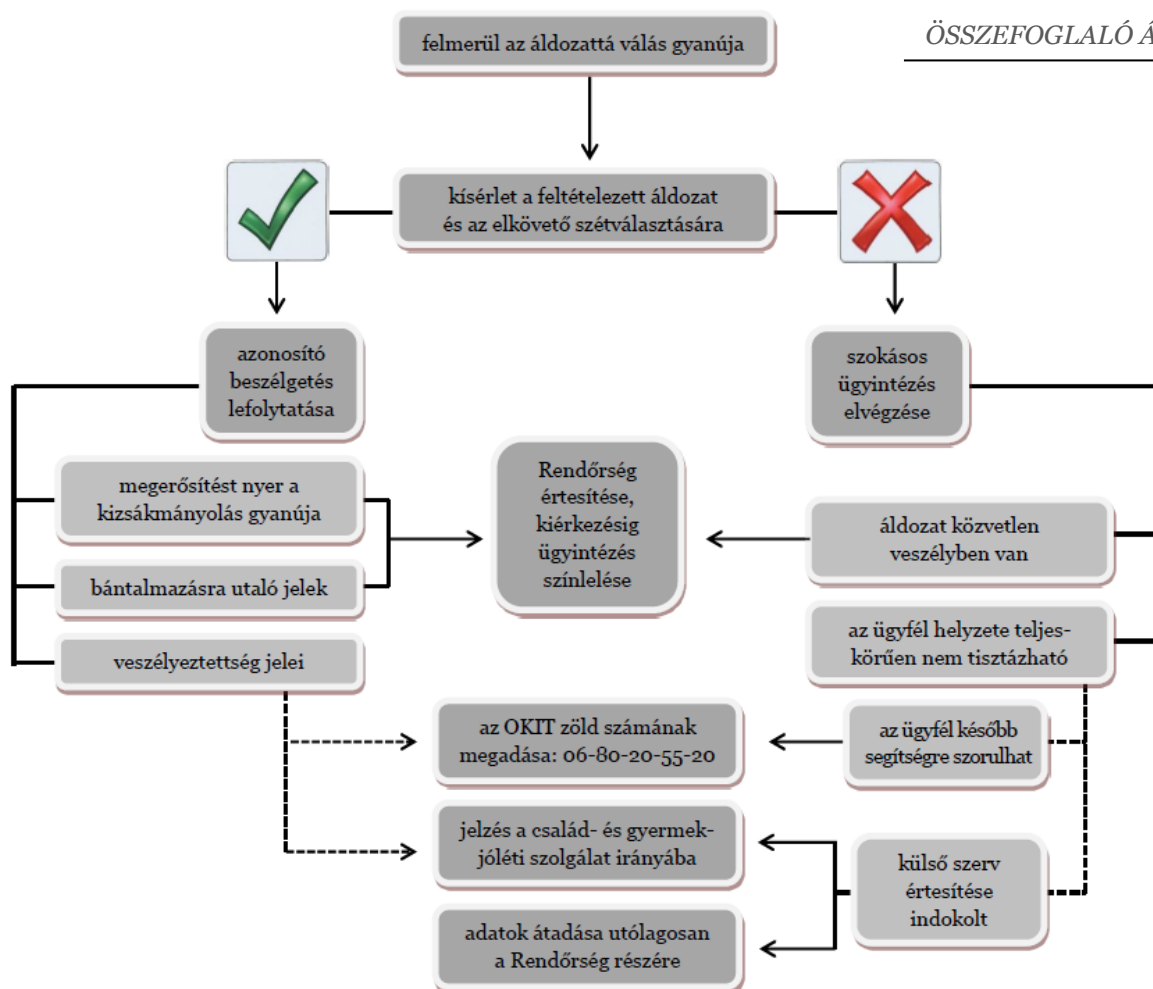 felmerül az áldozattá válás gyanúja
ÖSSZEFOGLALÓ Á
kísérlet a feltételezett áldozat
és az elkövető szétválasztására
azonosító
beszélgetés
lefolytatása
szokásos
ügyintézés
elvégzése
megerősítést nyer a
kizsákmányolás gyanúja
bántalmazásra utaló jelek
veszélyeztettség jelei
Rendőrség
értesítése,
kiérkezésig
ügyintézés
színlelése
áldozat közvetlen
veszélyben van
az ügyfél helyzete teljes-
körűen nem tisztázható
az OKIT zöld számának
megadása: 06-80-20-55-20
az ügyfél később
segítségre szorulhat
jelzés a család- és gyermek-
jóléti szolgálat irányába
külső szerv
értesítése
indokolt
adatok átadása utólagosan
a Rendőrség részére